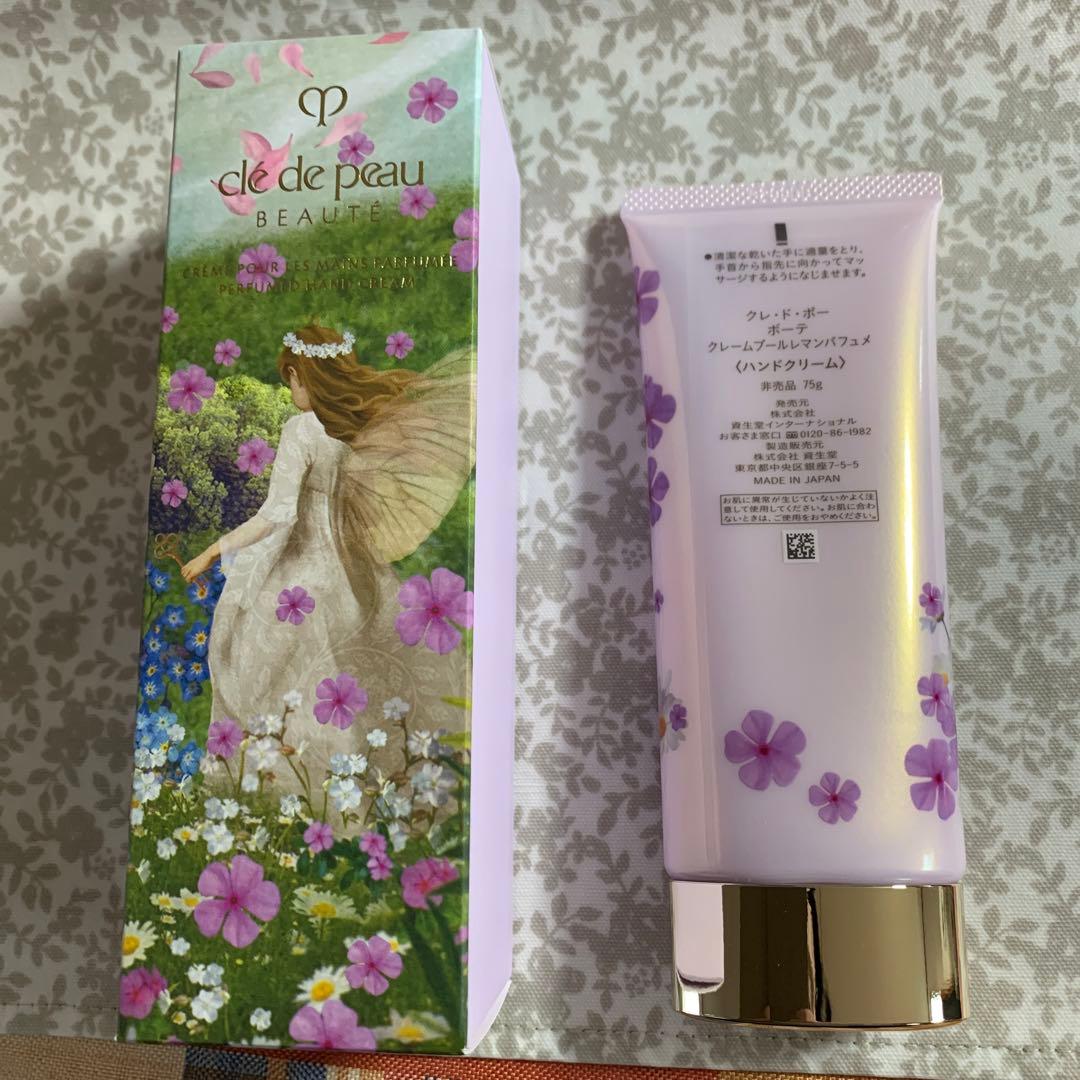 clé de peau
BEAUTÉ
CRÈME POUR LES MAINS PARFUMÉE
PERFUMED HAND CREAM
●清潔な乾いた手に適量をとり、
手首から指先に向かってマッ
サージするようになじませます。
クレ・ド・ポー
ボーテ
クレームプールレマンパフュメ
〈ハンドクリーム〉
非売品 75g
発売元
株式会社
資生堂インターナショナル
お客さま窓口 0120-86-1982
製造販売元
株式会社 資生堂
東京都中央区銀座7-5-5
MADE IN JAPAN
お肌に異常が生じていないかよく注
意して使用してください。お肌に合わ
ないときは、ご使用をおやめください。